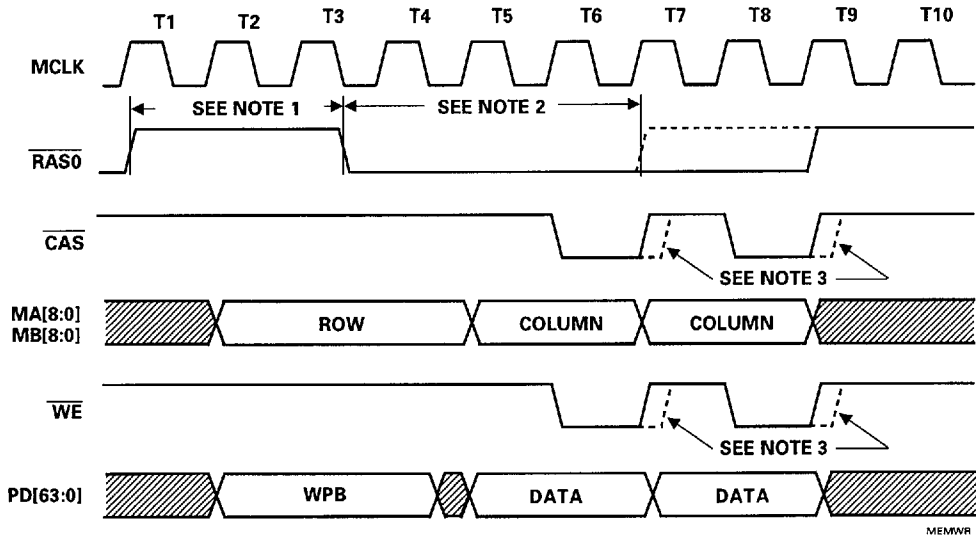 T1 T2 T3 T4 T5 T6 T7 T8 T9 T10
MCLK
SEE NOTE 1 SEE NOTE 2
RAS0
CAS
SEE NOTE 3
MA[8:0]
MB[8:0]
ROW COLUMN COLUMN
WE
SEE NOTE 3
PD[63:0] WPB DATA DATA
MEMWR